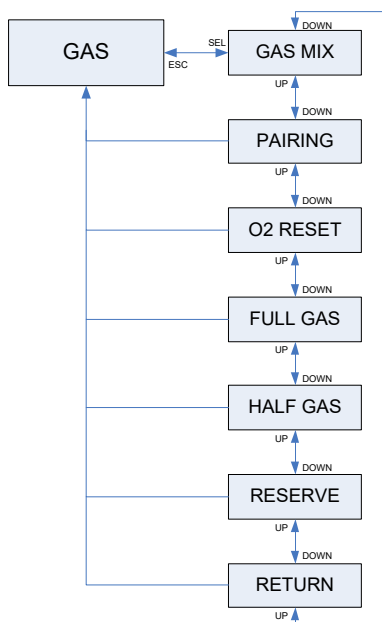 DOWN
GAS
SEL
ESC
GAS MIX
UP
DOWN
PAIRING
UP
DOWN
O2 RESET
UP
DOWN
FULL GAS
UP
DOWN
HALF GAS
UP
DOWN
RESERVE
UP
DOWN
RETURN
UP